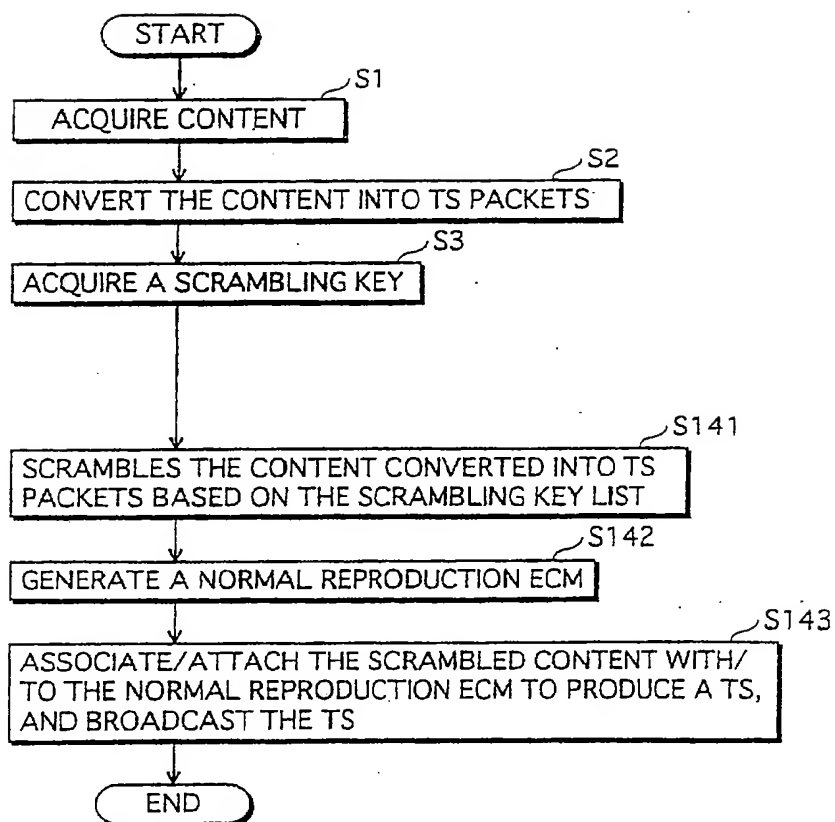 START
S1
ACQUIRE CONTENT
S2
CONVERT THE CONTENT INTO TS PACKETS
S3
ACQUIRE A SCRAMBLING KEY
S141
SCRAMBLES THE CONTENT CONVERTED INTO TS
PACKETS BASED ON THE SCRAMBLING KEY LIST
S142
GENERATE A NORMAL REPRODUCTION ECM
S143
ASSOCIATE/ATTACH THE SCRAMBLED CONTENT WITH/
TO THE NORMAL REPRODUCTION ECM TO PRODUCE A TS,
AND BROADCAST THE TS
END